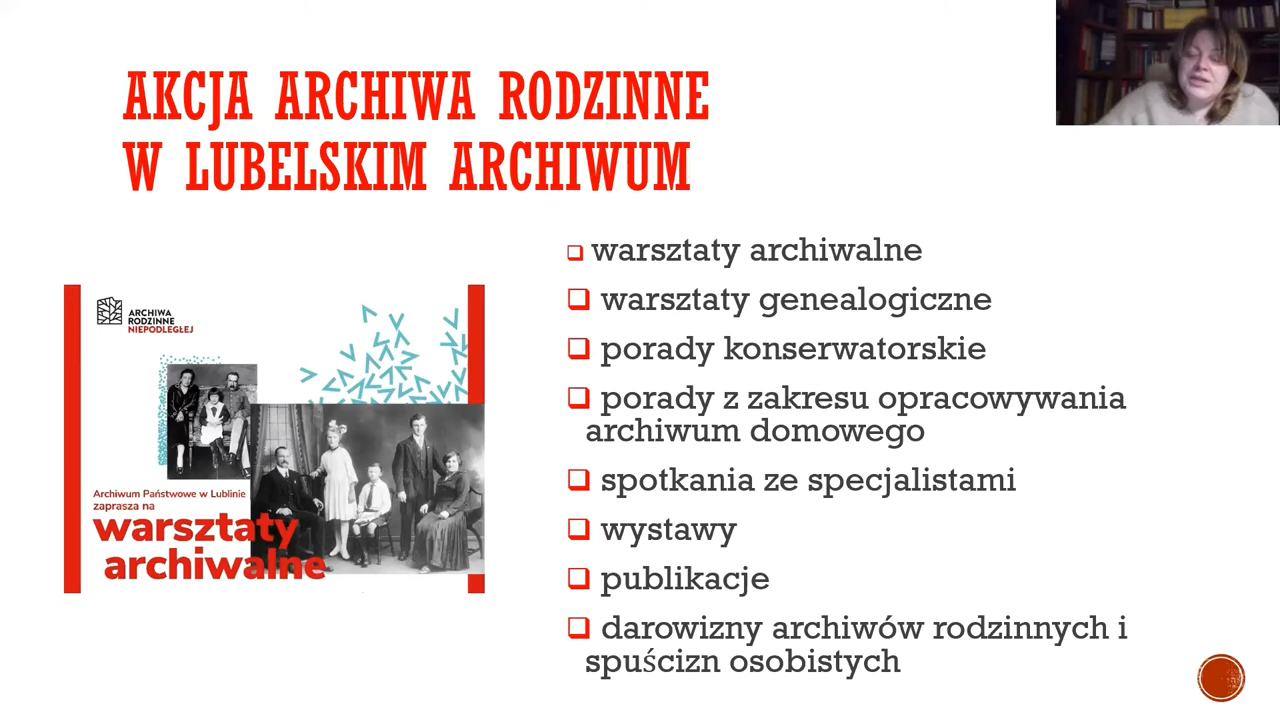 AKCJA ARCHIWA RODZINNE
W LUBELSKIM ARCHIWUM
warsztaty archiwalne
warsztaty genealogiczne
porady konserwatorskie
porady z zakresu opracowywania
archiwum domowego
spotkania ze specjalistami
wystawy
publikacje
darowizny archiwów rodzinnych i
spuścizn osobistych
ARCHIWA
RODZINNE
NIEPODLEGŁEJ
Archiwum Państwowe w Lublinie
zaprasza na
warsztaty
archiwalne